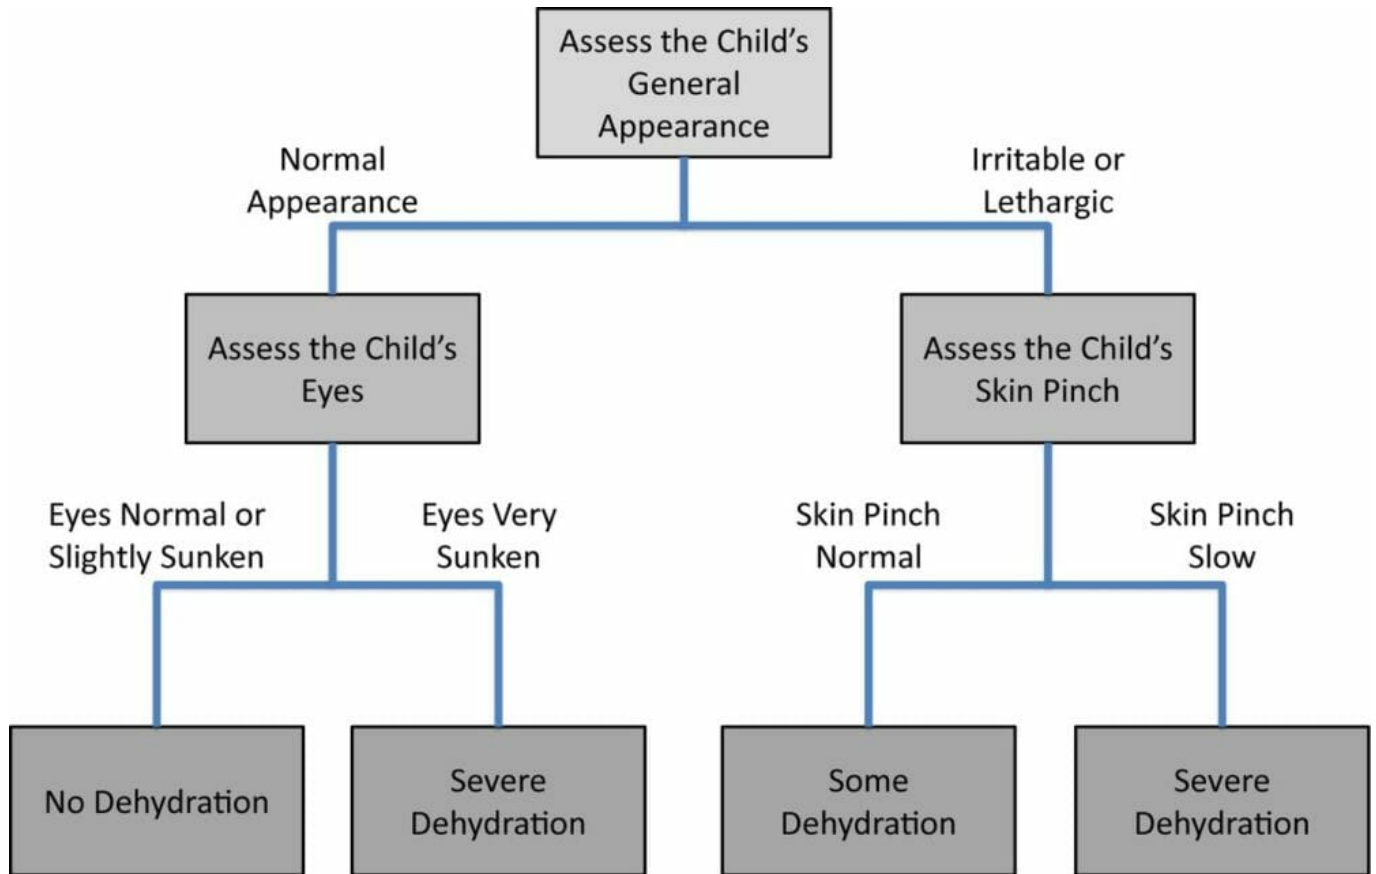 Assess the Child’s
General
Appearance
Normal
Appearance
Irritable or
Lethargic
Assess the Child’s
Eyes
Assess the Child’s
Skin Pinch
Eyes Normal or
Slightly Sunken
Eyes Very
Sunken
Skin Pinch
Normal
Skin Pinch
Slow
No Dehydration
Severe
Dehydration
Some
Dehydration
Severe
Dehydration